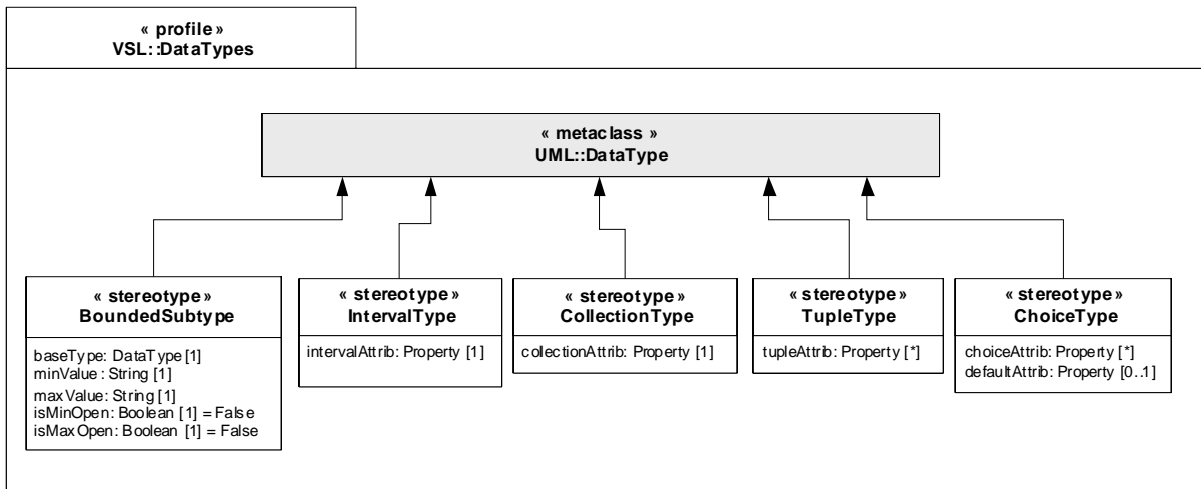 « profile »
VSL::DataTypes
« metaclass »
UML::DataType
« stereotype »
BoundedSubtype
baseType: DataType [1]
minValue: String [1]
maxValue: String [1]
isMinOpen: Boolean [1] = False
isMaxOpen: Boolean [1] = False
« stereotype »
IntervalType
intervalAttrib: Property [1]
« stereotype »
CollectionType
collectionAttrib: Property [1]
« stereotype »
TupleType
tupleAttrib: Property [*]
« stereotype »
ChoiceType
choiceAttrib: Property [*]
defaultAttrib: Property [0..1]